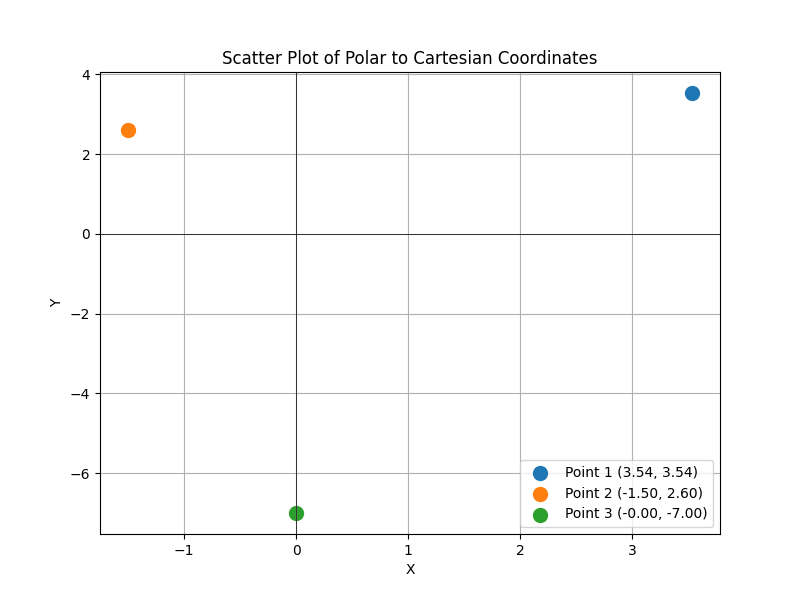 Scatter Plot of Polar to Cartesian Coordinates
4
2
0
−2
−4
−6
Y
Point 1 (3.54, 3.54)
Point 2 (-1.50, 2.60)
Point 3 (-0.00, -7.00)
−1 0 1 2 3
X